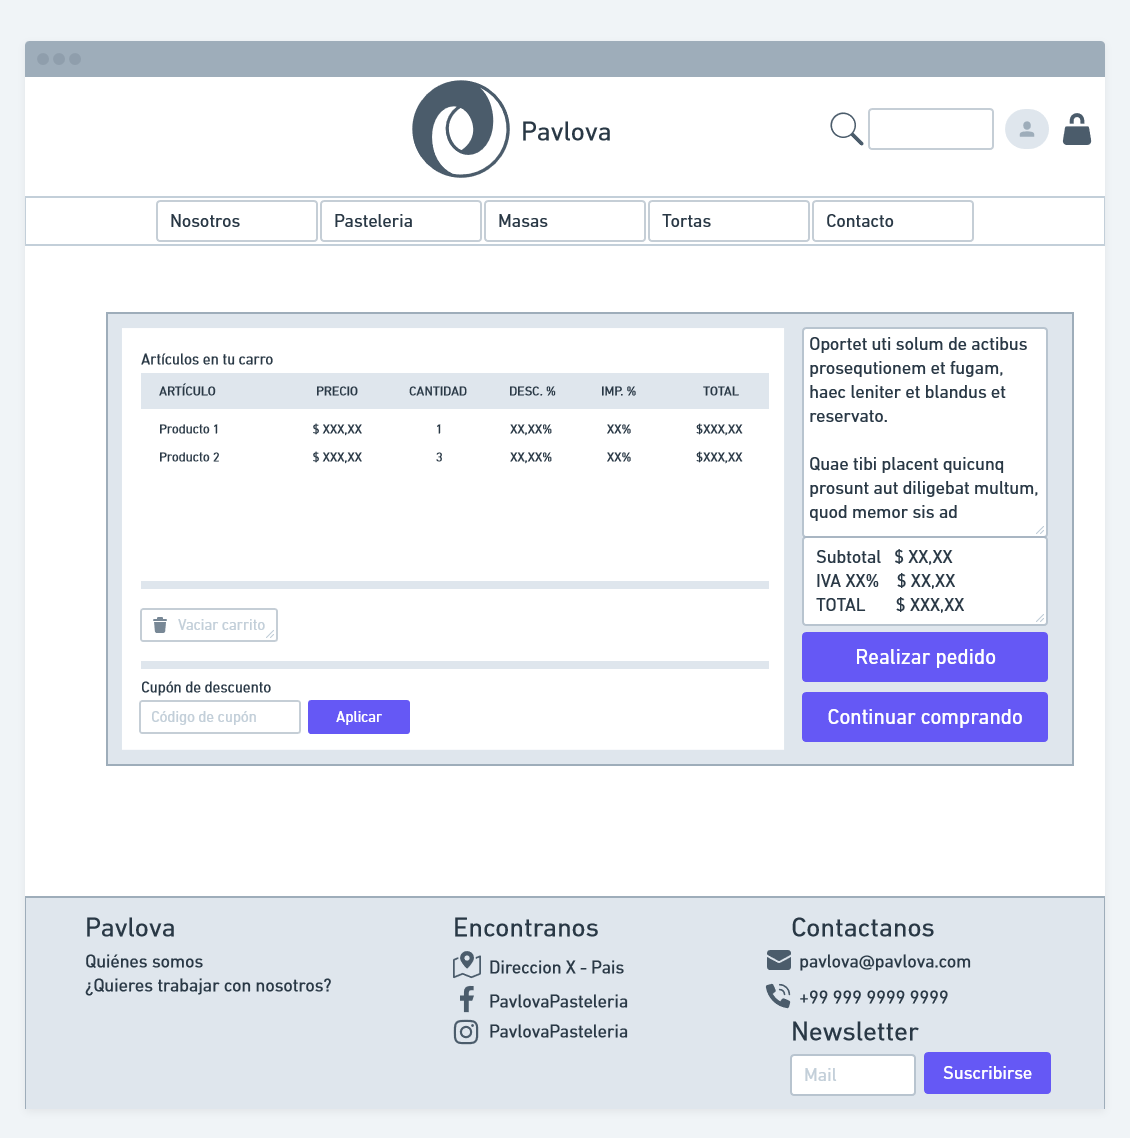 Pavlova
Nosotros Pasteleria Masas Tortas Contacto
Artículos en tu carro
ARTÍCULO PRECIO CANTIDAD DESC. % IMP. % TOTAL
Producto 1 $ XXX,XX 1 XX,XX% XX% $XXX,XX
Producto 2 $ XXX,XX 3 XX,XX% XX% $XXX,XX
Vaciar carrito
Cupón de descuento
Código de cupón Aplicar
Oportet uti solum de actibus
prosequtionem et fugam,
haec leniter et blandus et
reservato.
Quae tibi placent quicunq
prosunt aut diligebat multum,
quod memor sis ad
Subtotal $ XX,XX
IVA XX% $ XX,XX
TOTAL $ XXX,XX
Realizar pedido
Continuar comprando
Pavlova
Quiénes somos
¿Quieres trabajar con nosotros?
Encontranos
Direccion X - Pais
PavlovaPasteleria
PavlovaPasteleria
Contactanos
pavlova@pavlova.com
+99 999 9999 9999
Newsletter
Mail Suscribirse